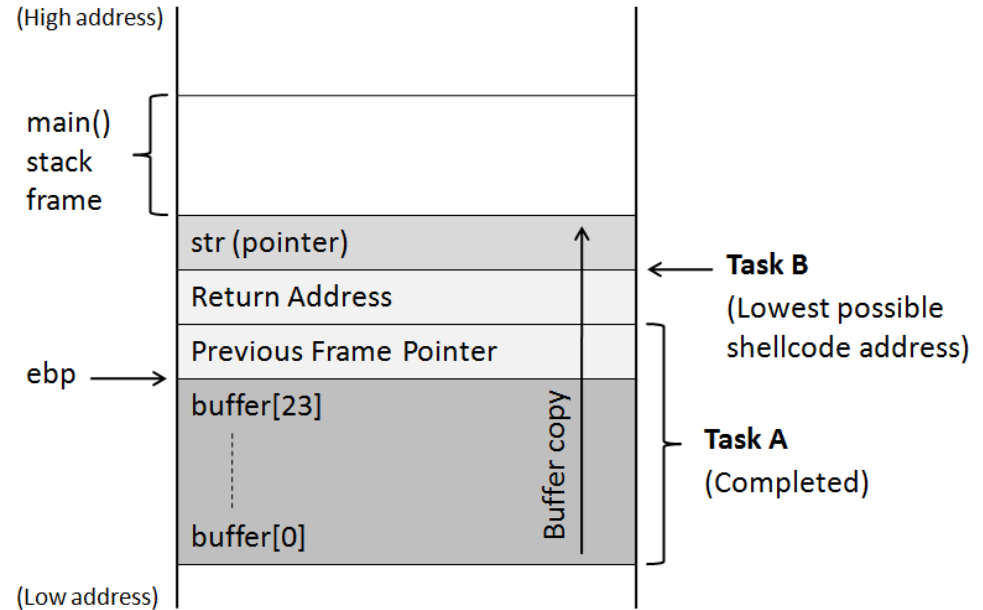 (High address)
main()
stack
frame
str (pointer)
Return Address
Previous Frame Pointer
ebp
buffer[23]
buffer[0]
Buffer copy
Task B
(Lowest possible
shellcode address)
Task A
(Completed)
(Low address)